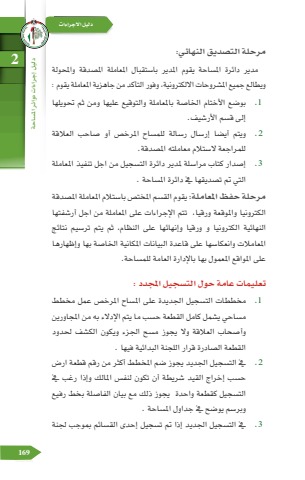 دليل الاجراءات
2
دليل إجراءات دوائر المساحة
مرحلة التصديق النهائي:
مدير دائرة المساحة يقوم المدير باستقبال المعاملة المصدقة والمحولة
ويطالع جميع المشروحات الالكترونية، وفور التأكد من جاهزية المعاملة يقوم :
1. بوضع الأختام الخاصة بالمعاملة والتوقيع عليها ومن ثم تحويلها
إلى قسم الأرشيف.
2. ويتم أيضا إرسال رسالة للمساح المرخص أو صاحب العلاقة
للمراجعة لاستلام معاملته المصدقة.
3. إصدار كتاب مراسلة لمدير دائرة التسجيل من اجل تنفيذ المعاملة
التي تم تصديقها في دائرة المساحة .
مرحلة حفظ المعاملة: يقوم القسم المختص باستلام المعاملة المصدقة
الكترونيا والموقعة ورقيا، تتم الإجراءات على المعاملة من اجل أرشفتها
النهائية الكترونيا و ورقيا وإنهائها على النظام، ثم يتم ترسيم نتائج
المعاملات وانعكاسها على قاعدة البيانات المكانية الخاصة بها وإظهارها
على المواقع المعمول بها بالإدارة العامة للمساحة.
تعليمات عامة حول التسجيل المجدد :
1. مخططات التسجيل الجديدة على المساح المرخص عمل مخطط
مساحي يشمل كامل القطعة حسب ما يتم الإدلاء به من المجاورين
وأصحاب العلاقة ولا يجوز مسح الجزء ويكون الكشف لحدود
القطعة الصادرة قرار اللجنة البدائية فيها .
2. في التسجيل الجديد يجوز ضم المخطط أكثر من رقم قطعة ارض
حسب إخراج القيد شريطة أن تكون لنفس المالك وإذا رغب في
التسجيل كقطعة واحدة يجوز ذلك مع بيان الفاصلة بخط رفيع
وبرسم يوضح في جداول المساحة .
3. في التسجيل الجديد إذا تم تسجيل إحدى القسائم بموجب لجنة
169